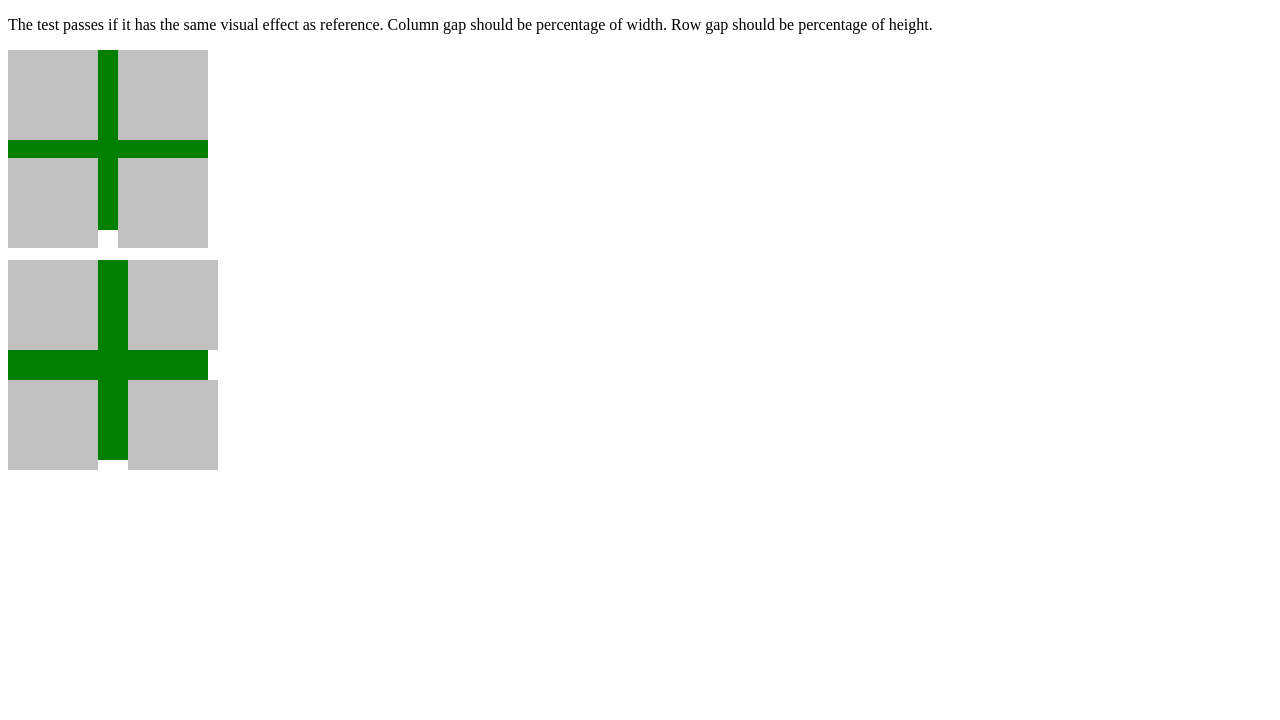 The test passes if it has the same visual effect as reference. Column gap should be percentage of width. Row gap should be percentage of height.